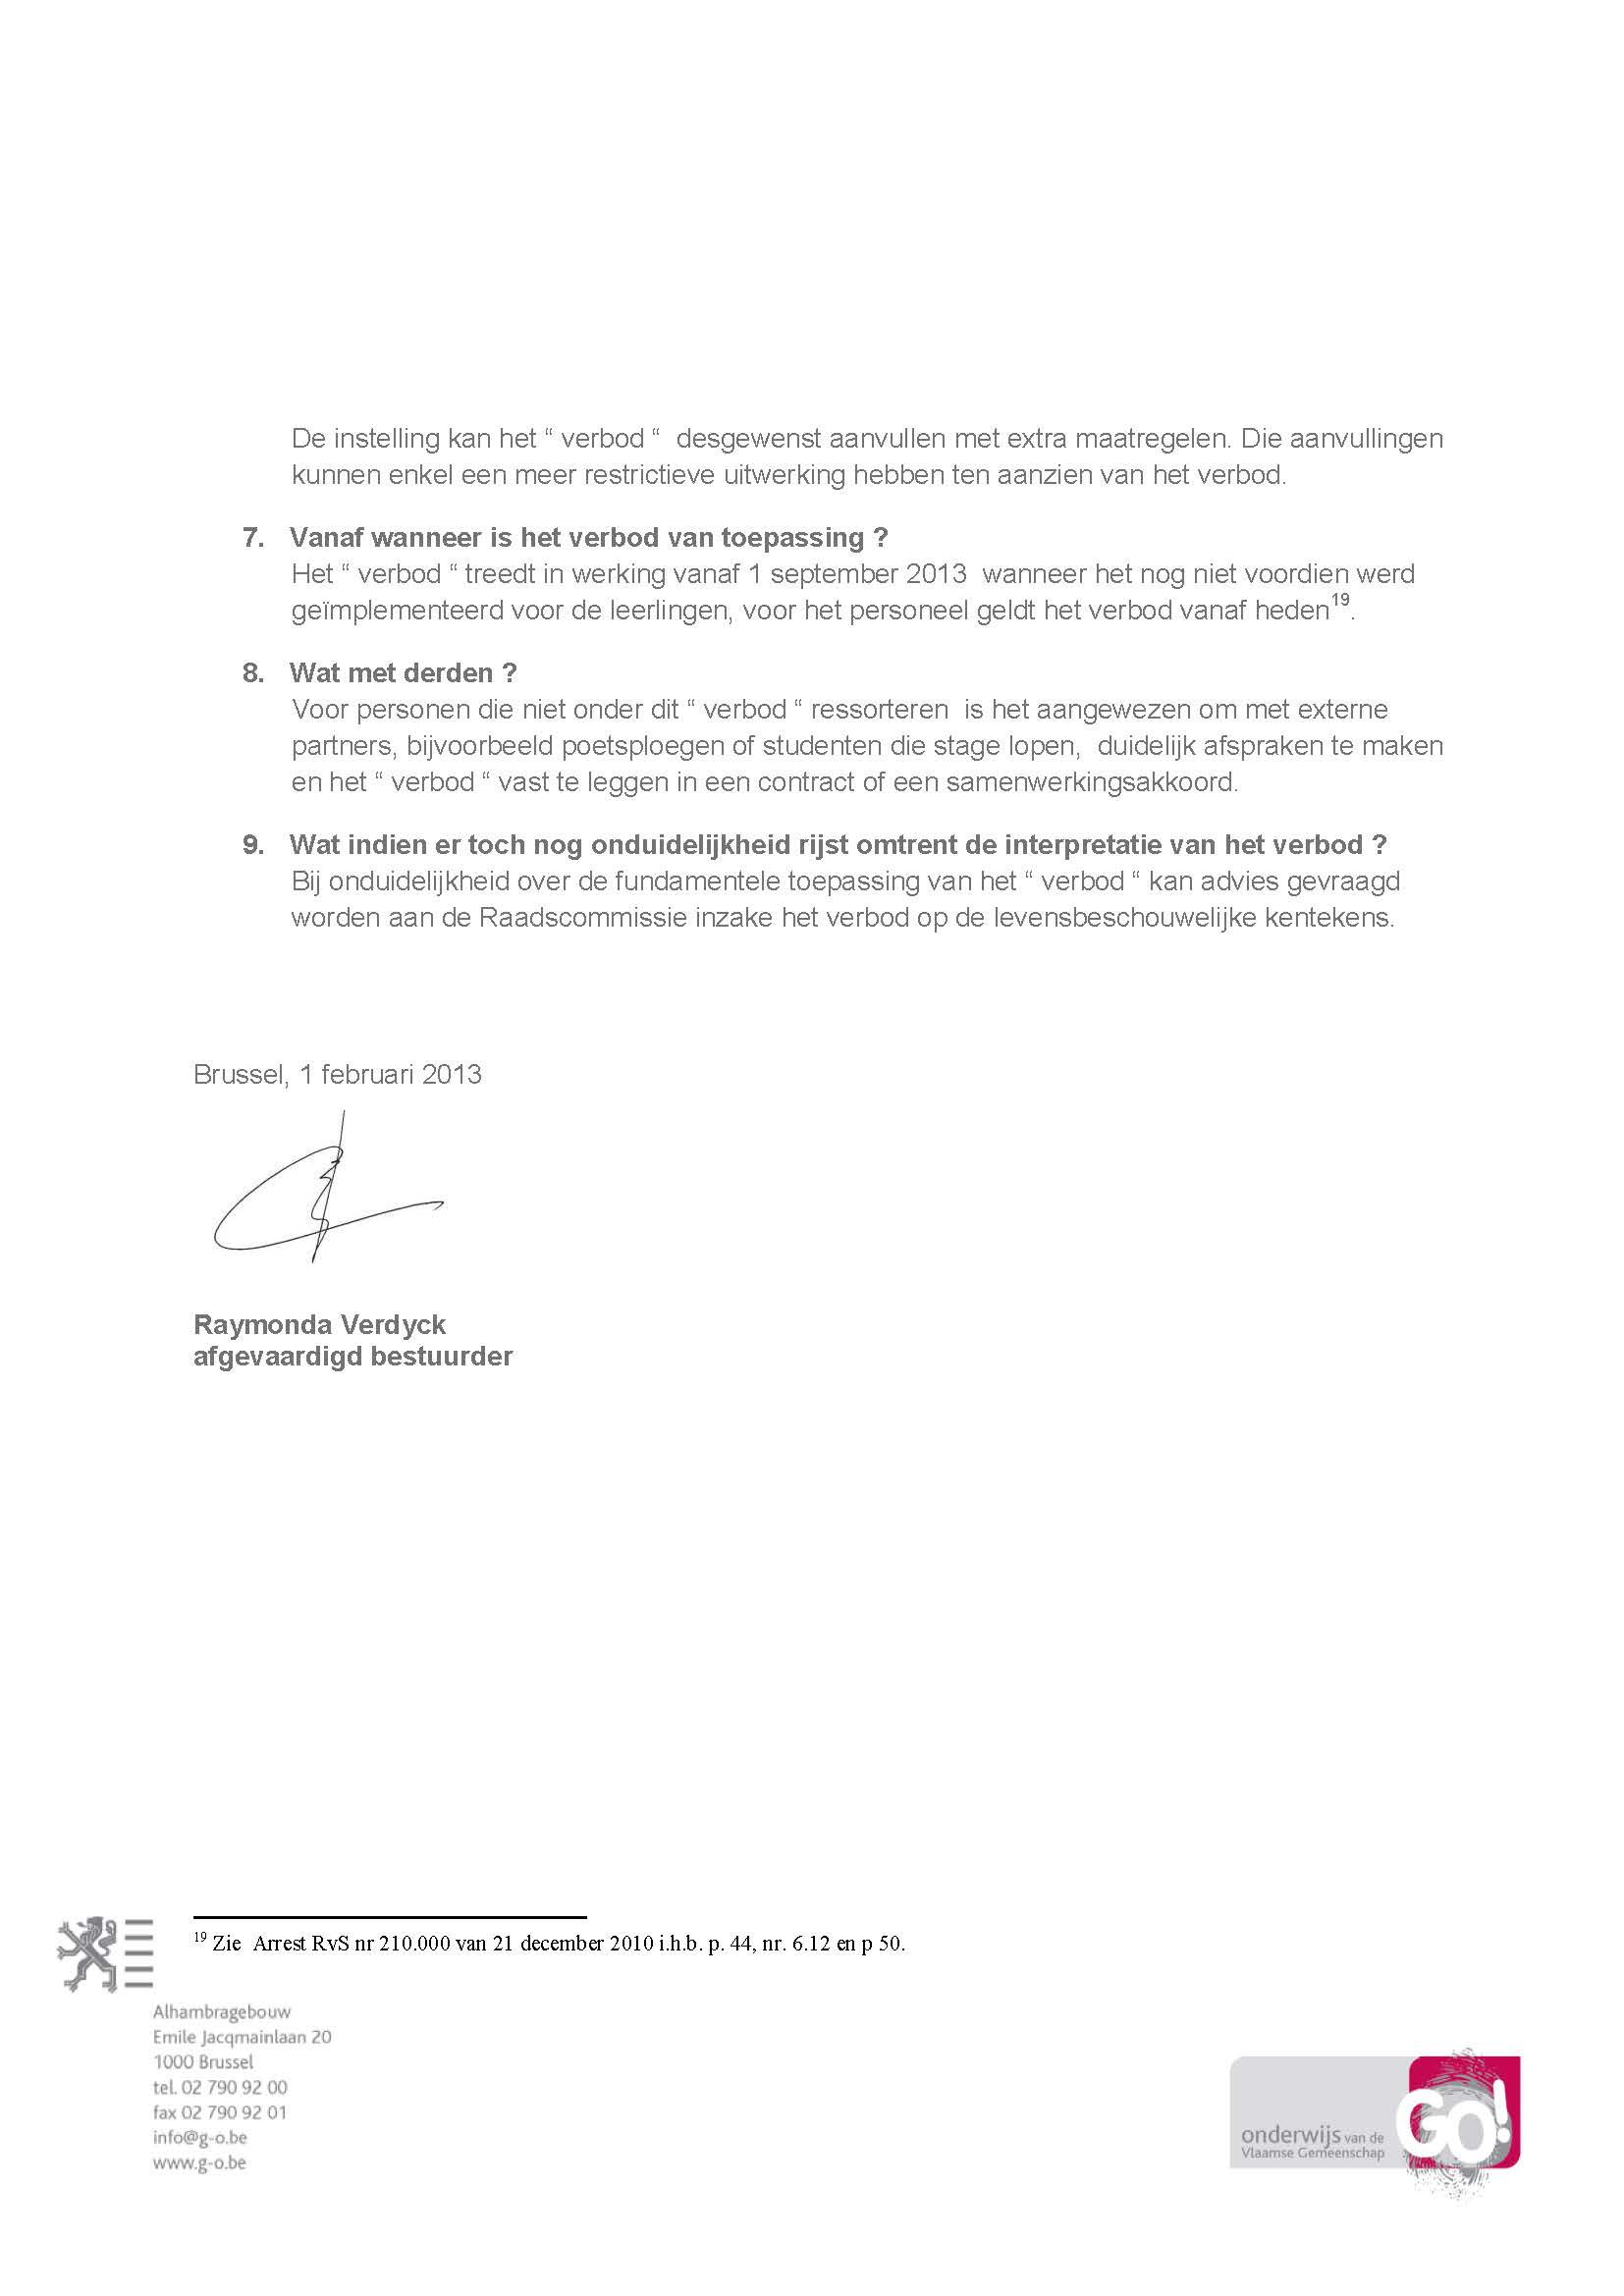 De instelling kan het “ verbod “  desgewenst aanvullen met extra maatregelen. Die aanvullingen
kunnen enkel een meer restrictieve uitwerking hebben ten aanzien van het verbod.
7. Vanaf wanneer is het verbod van toepassing ?
Het “ verbod “ treedt in werking vanaf 1 september 2013  wanneer het nog niet voordien werd
geïmplementeerd voor de leerlingen, voor het personeel geldt het verbod vanaf heden19.
8. Wat met derden ?
Voor personen die niet onder dit “ verbod “ ressorteren  is het aangewezen om met externe
partners, bijvoorbeeld poetsploegen of studenten die stage lopen,  duidelijk afspraken te maken
en het “ verbod “ vast te leggen in een contract of een samenwerkingsakkoord.
9. Wat indien er toch nog onduidelijkheid rijst omtrent de interpretatie van het verbod ?
Bij onduidelijkheid over de fundamentele toepassing van het “ verbod “ kan advies gevraagd
worden aan de Raadscommissie inzake het verbod op de levensbeschouwelijke kentekens.
Brussel, 1 februari 2013
Raymonda Verdyck
afgevaardigd bestuurder
19 Zie  Arrest RvS nr 210.000 van 21 december 2010 i.h.b. p. 44, nr. 6.12 en p 50.
Alhambragebouw
Emile Jacqmainlaan 20
1000 Brussel
tel. 02 790 92 00
fax 02 790 92 01
info@g-o.be
www.g-o.be
onderwijs van de
Vlaamse Gemeenschap
GO!